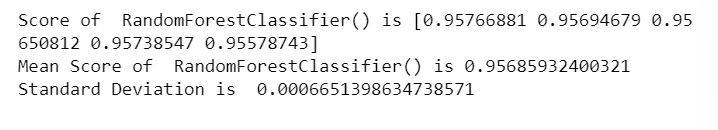 Score of  RandomForestClassifier() is [0.95766881 0.95694679 0.95
650812 0.95738547 0.95578743]
Mean Score of  RandomForestClassifier() is 0.95685932400321
Standard Deviation is  0.0006651398634738571